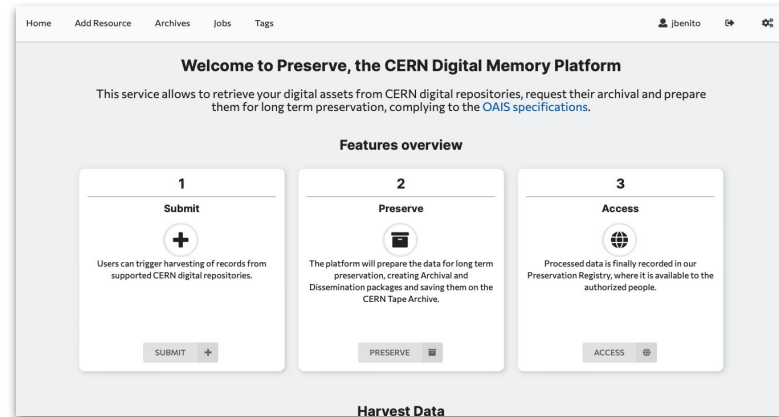 Home Add Resource Archives Jobs Tags jbenito
Welcome to Preserve, the CERN Digital Memory Platform
This service allows to retrieve your digital assets from CERN digital repositories, request their archival and prepare
them for long term preservation, complying to the OAIS specifications.
Features overview
1
Submit
Users can trigger harvesting of records from
supported CERN digital repositories.
SUBMIT
2
Preserve
The platform will prepare the data for long term
preservation, creating Archival and
Dissemination packages and saving them on the
CERN Tape Archive.
PRESERVE
3
Access
Processed data is finally recorded in our
Preservation Registry, where it is available to the
authorized people.
ACCESS
Harvest Data